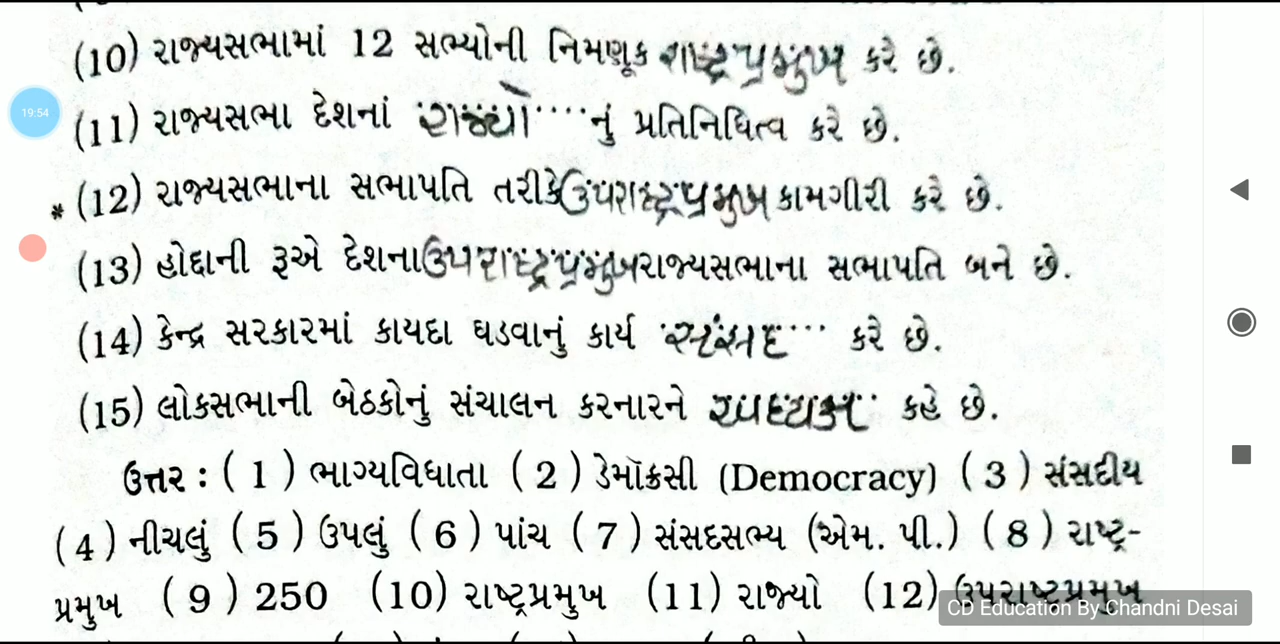 (10) રાજ્યસભામાં 12 સભ્યોની નિમણૂક રાષ્ટ્રપ્રમુખ કરે છે.
19:54
(11) રાજ્યસભા દેશનાં રાજ્યો....નું પ્રતિનિધિત્વ કરે છે.
* (12) રાજ્યસભાના સભાપતિ તરીકે ઉપરાષ્ટ્રપ્રમુખ કામગીરી કરે છે.
(13) હોદ્દાની રૂએ દેશના ઉપરાષ્ટ્રપ્રમુખ રાજ્યસભાના સભાપતિ બને છે.
(14) કેન્દ્ર સરકારમાં કાયદા ઘડવાનું કાર્ય સંસદ.... કરે છે.
(15) લોકસભાની બેઠકોનું સંચાલન કરનારને અધ્યક્ષ.. કહે છે.
ઉત્તર : (1) ભાગ્યવિધાતા (2) ડેમૉક્રસી (Democracy) (3) સંસદીય
(4) નીચલું (5) ઉપલું (6) પાંચ (7) સંસદસભ્ય (એમ. પી.) (8) રાષ્ટ્ર-
પ્રમુખ (9) 250 (10) રાષ્ટ્રપ્રમુખ (11) રાજ્યો (12) ઉપરાષ્ટ્રપ્રમુખ
CD Education By Chandni Desai